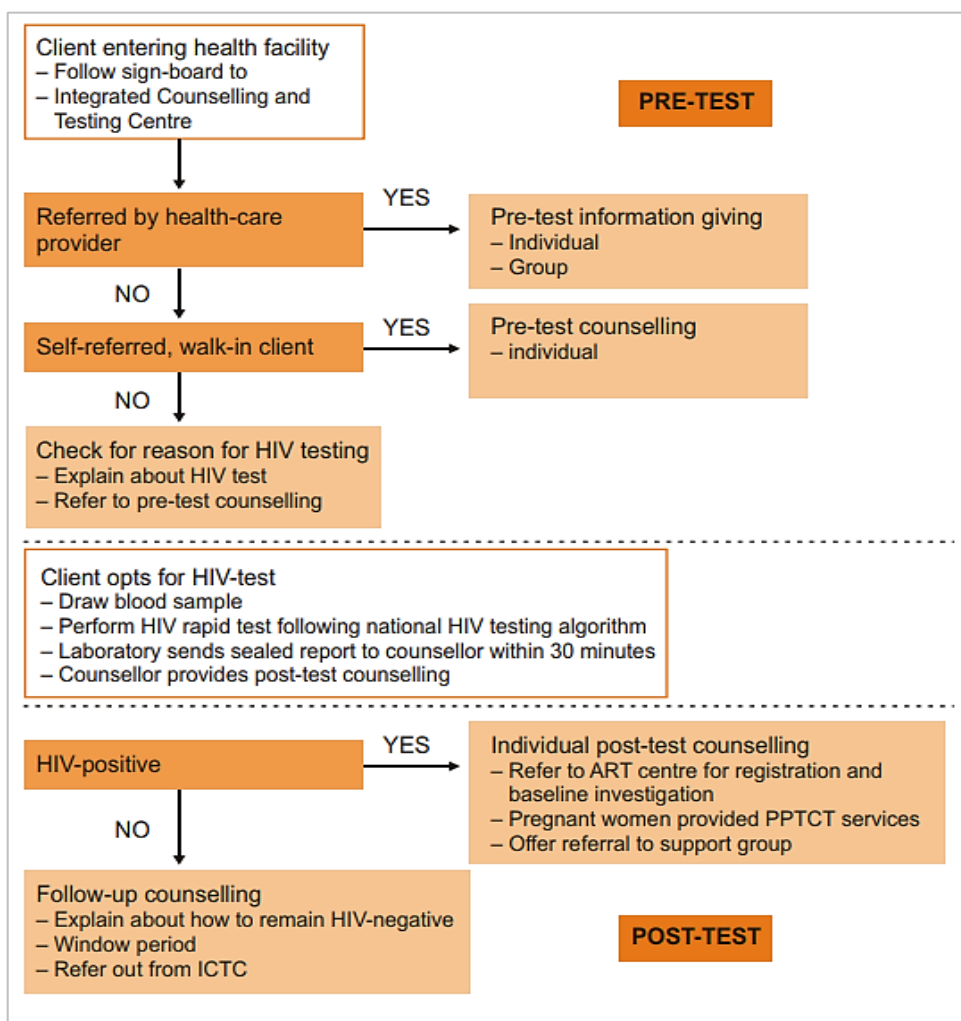 Client entering health facility
– Follow sign-board to
– Integrated Counselling and
Testing Centre
PRE-TEST
Referred by health-care
provider
YES
Pre-test information giving
– Individual
– Group
NO
Self-referred, walk-in client
YES
Pre-test counselling
– individual
NO
Check for reason for HIV testing
– Explain about HIV test
– Refer to pre-test counselling
Client opts for HIV-test
– Draw blood sample
– Perform HIV rapid test following national HIV testing algorithm
– Laboratory sends sealed report to counsellor within 30 minutes
– Counsellor provides post-test counselling
HIV-positive
YES
Individual post-test counselling
– Refer to ART centre for registration and
baseline investigation
– Pregnant women provided PPTCT services
– Offer referral to support group
NO
Follow-up counselling
– Explain about how to remain HIV-negative
– Window period
– Refer out from ICTC
POST-TEST